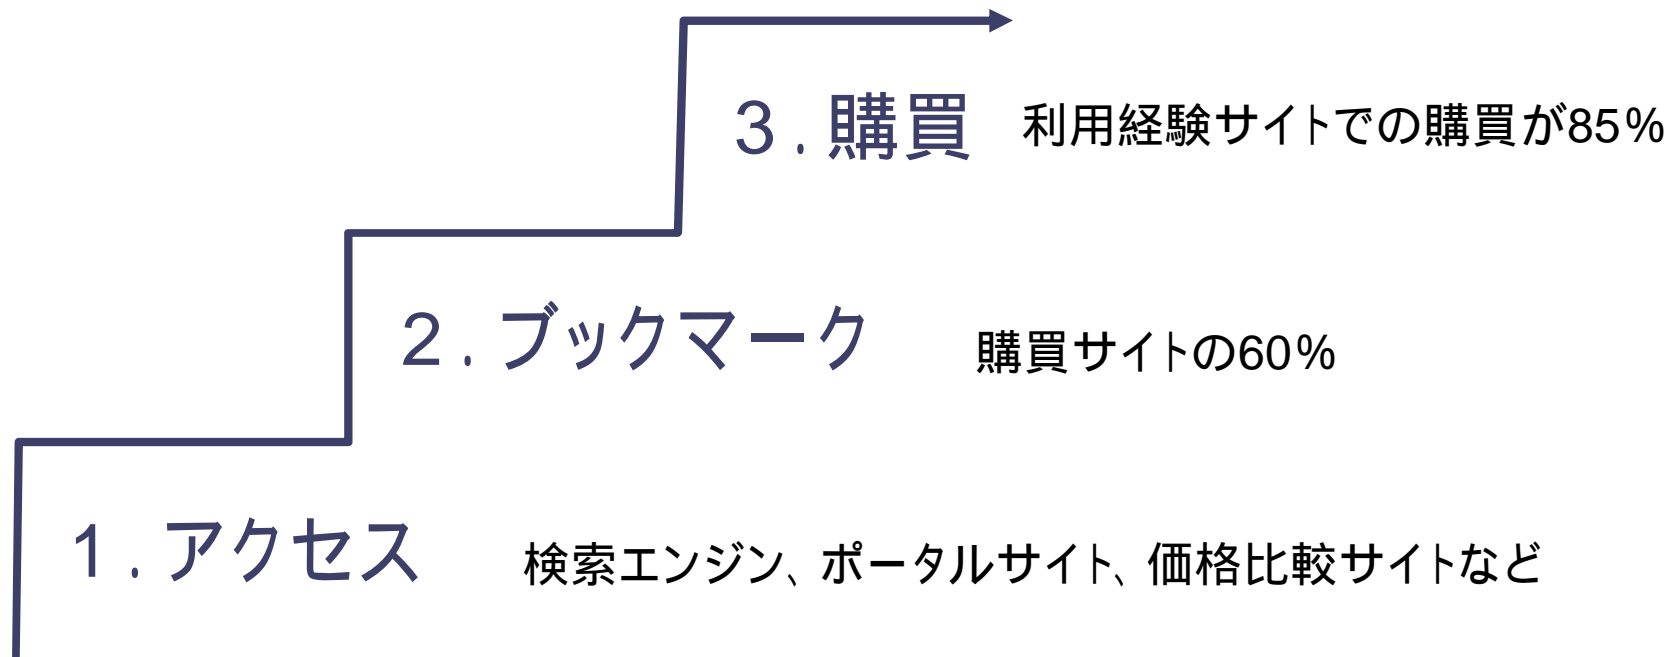 3．購買 利用経験サイトでの購買が85%
2．ブックマーク 購買サイトの60%
1．アクセス 検索エンジン、ポータルサイト、価格比較サイトなど